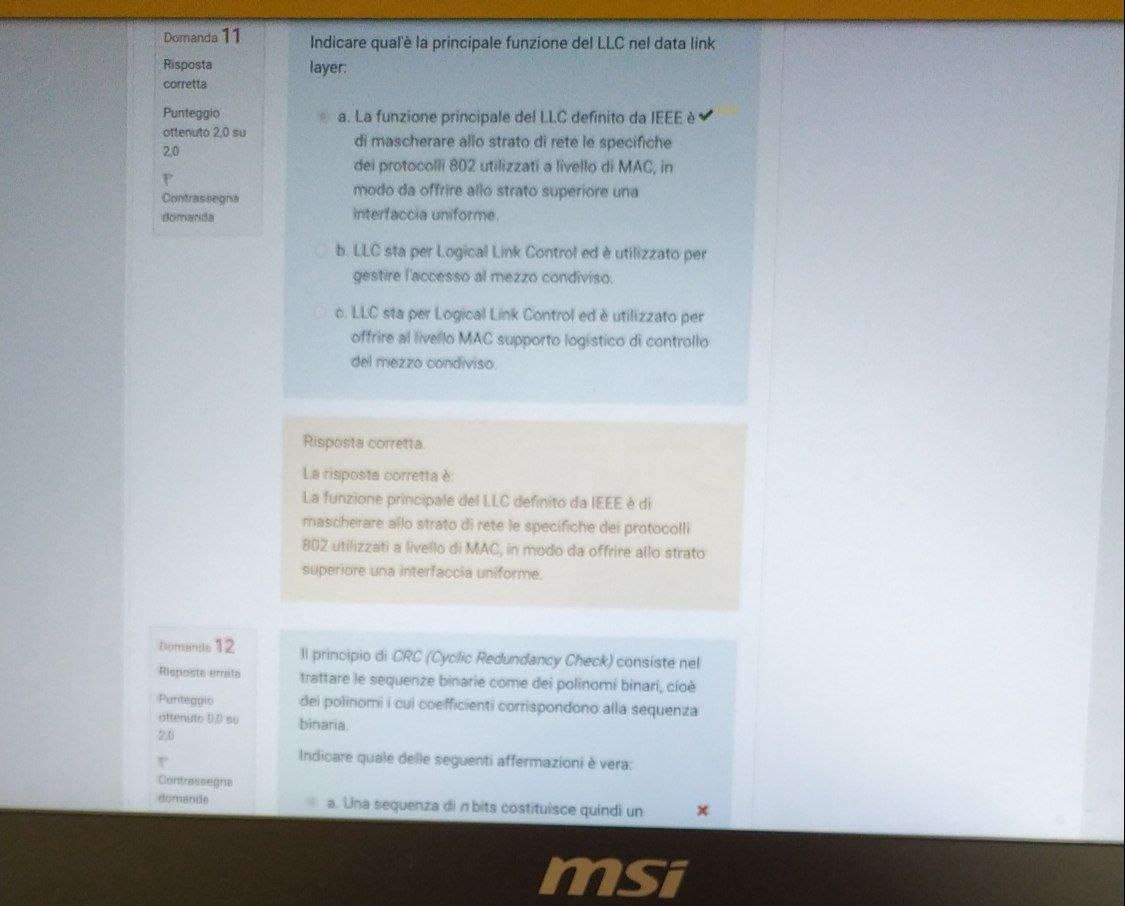 Domanda 11
Risposta
corretta
Punteggio
ottenuto 2,0 su
2,0
Contrassegna
domanda
Indicare qual'è la principale funzione del LLC nel data link
layer:
a. La funzione principale del LLC definito da IEEE è
di mascherare allo strato di rete le specifiche
dei protocolli 802 utilizzati a livello di MAC, in
modo da offrire allo strato superiore una
interfaccia uniforme.
b. LLC sta per Logical Link Control ed è utilizzato per
gestire l'accesso al mezzo condiviso.
c. LLC sta per Logical Link Control ed è utilizzato per
offrire al livello MAC supporto logistico di controllo
del mezzo condiviso.
Risposta corretta.
La risposta corretta è:
La funzione principale del LLC definito da IEEE è di
mascherare allo strato di rete le specifiche dei protocolli
802 utilizzati a livello di MAC, in modo da offrire allo strato
superiore una interfaccia uniforme.
Domanda 12
Risposta errata
Punteggio
ottenuto 0,0 su
2,0
Contrassegna
domanda
Il principio di CRC (Cyclic Redundancy Check) consiste nel
trattare le sequenze binarie come dei polinomi binari, cioè
dei polinomi i cui coefficienti corrispondono alla sequenza
binaria.
Indicare quale delle seguenti affermazioni è vera:
a. Una sequenza di n bits costituisce quindi un
msi